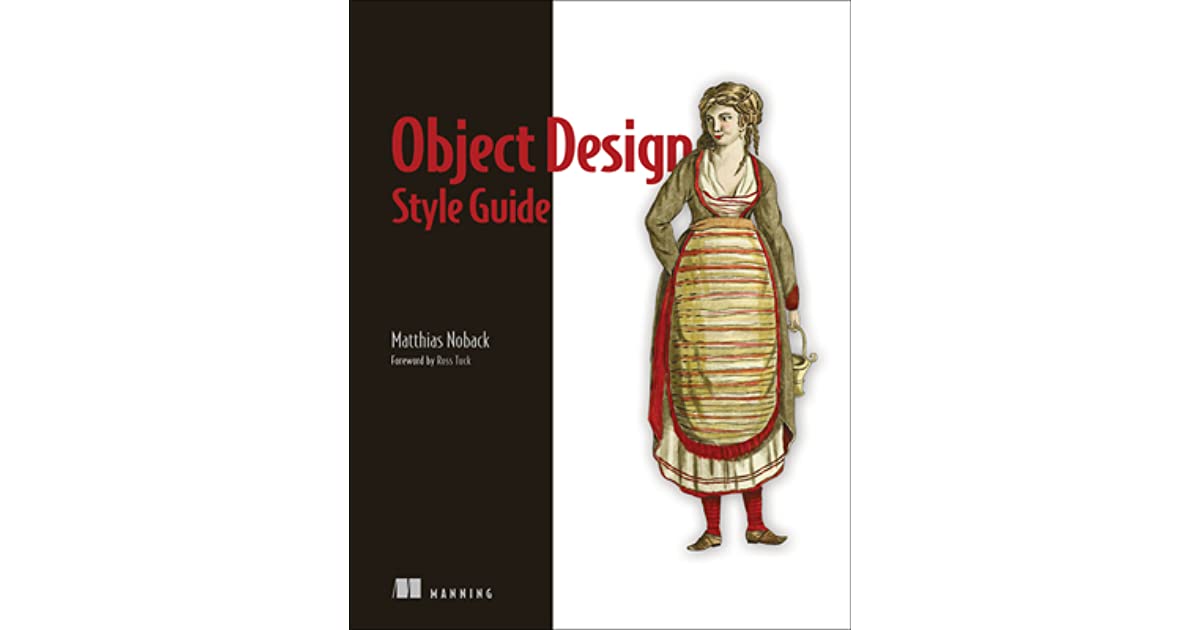 Object Design
Style Guide
Matthias Noback
Foreword by Ross Tuck
MANNING